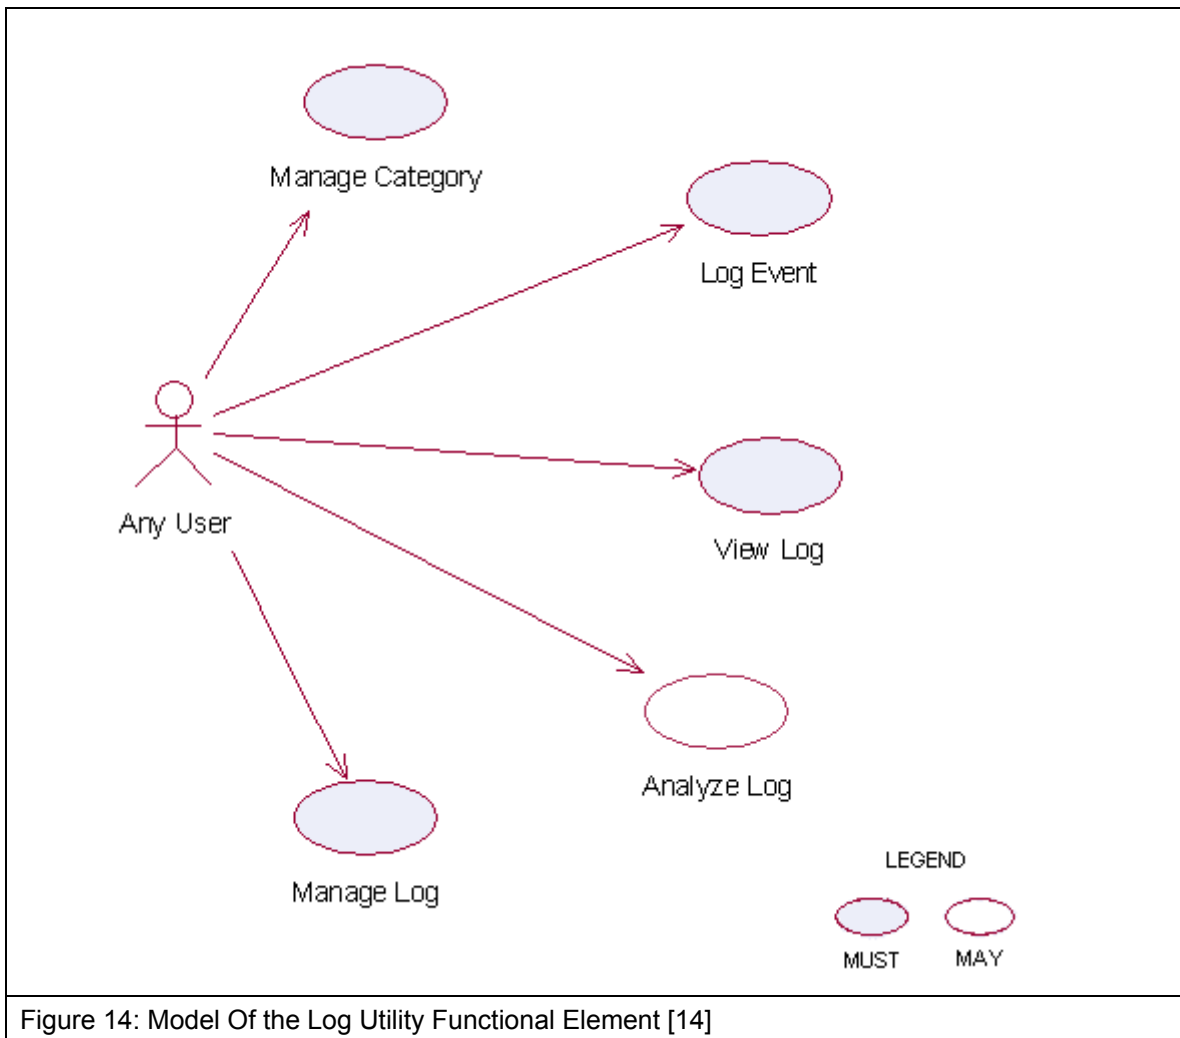 Manage Category
Log Event
Any User
View Log
Analyze Log
Manage Log
LEGEND
MUST
MAY
Figure 14: Model Of the Log Utility Functional Element [14]